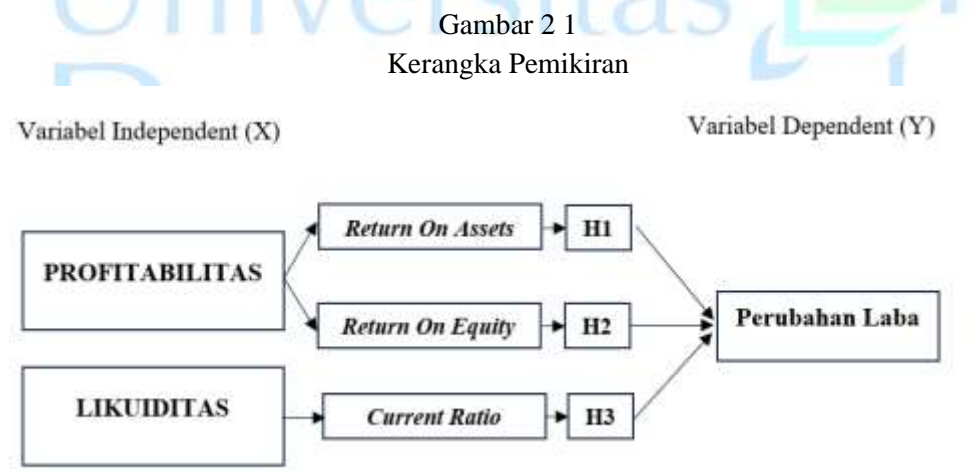 Universitas
Gambar 2 1
Kerangka Pemikiran
Variabel Independent (X)
Variabel Dependent (Y)
Return On Assets
H1
PROFITABILITAS
Perubahan Laba
Return On Equity
H2
LIKUIDITAS
Current Ratio
H3